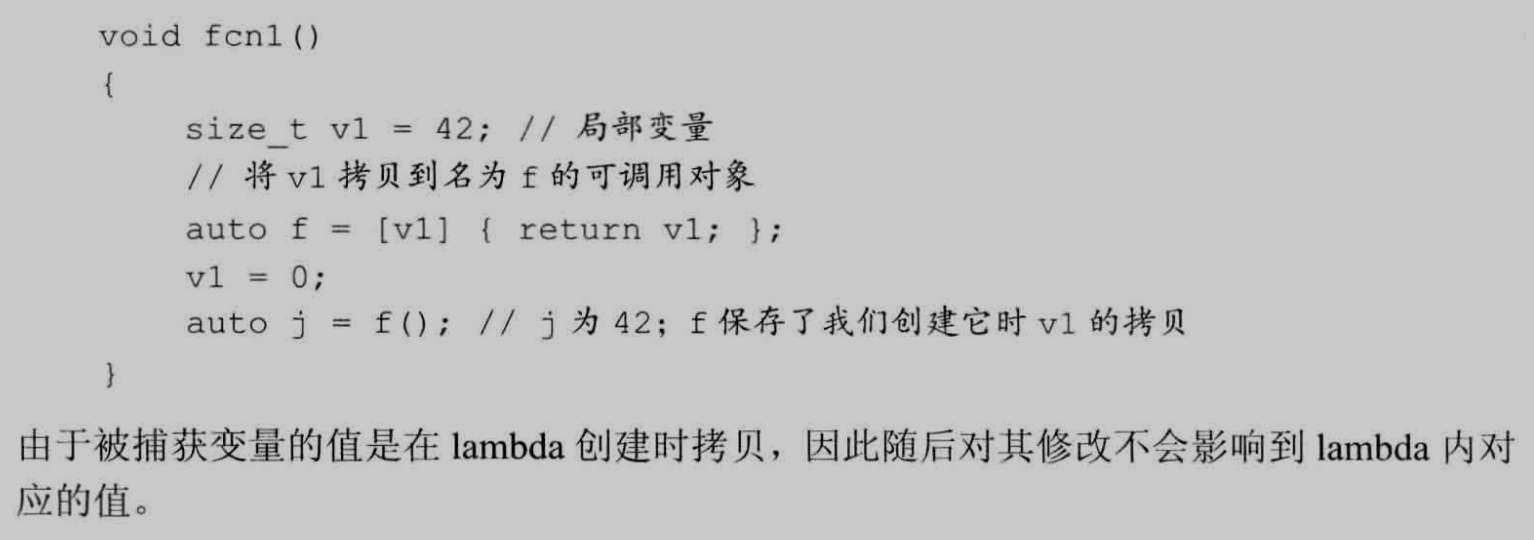 void fcn1()
{
    size_t v1 = 42; // 局部变量
    // 将 v1 拷贝到名为 f 的可调用对象
    auto f = [v1] { return v1; };
    v1 = 0;
    auto j = f(); // j 为 42; f 保存了我们创建它时 v1 的拷贝
}
由于被捕获变量的值是在 lambda 创建时拷贝，因此随后对其修改不会影响到 lambda 内对
应的值。